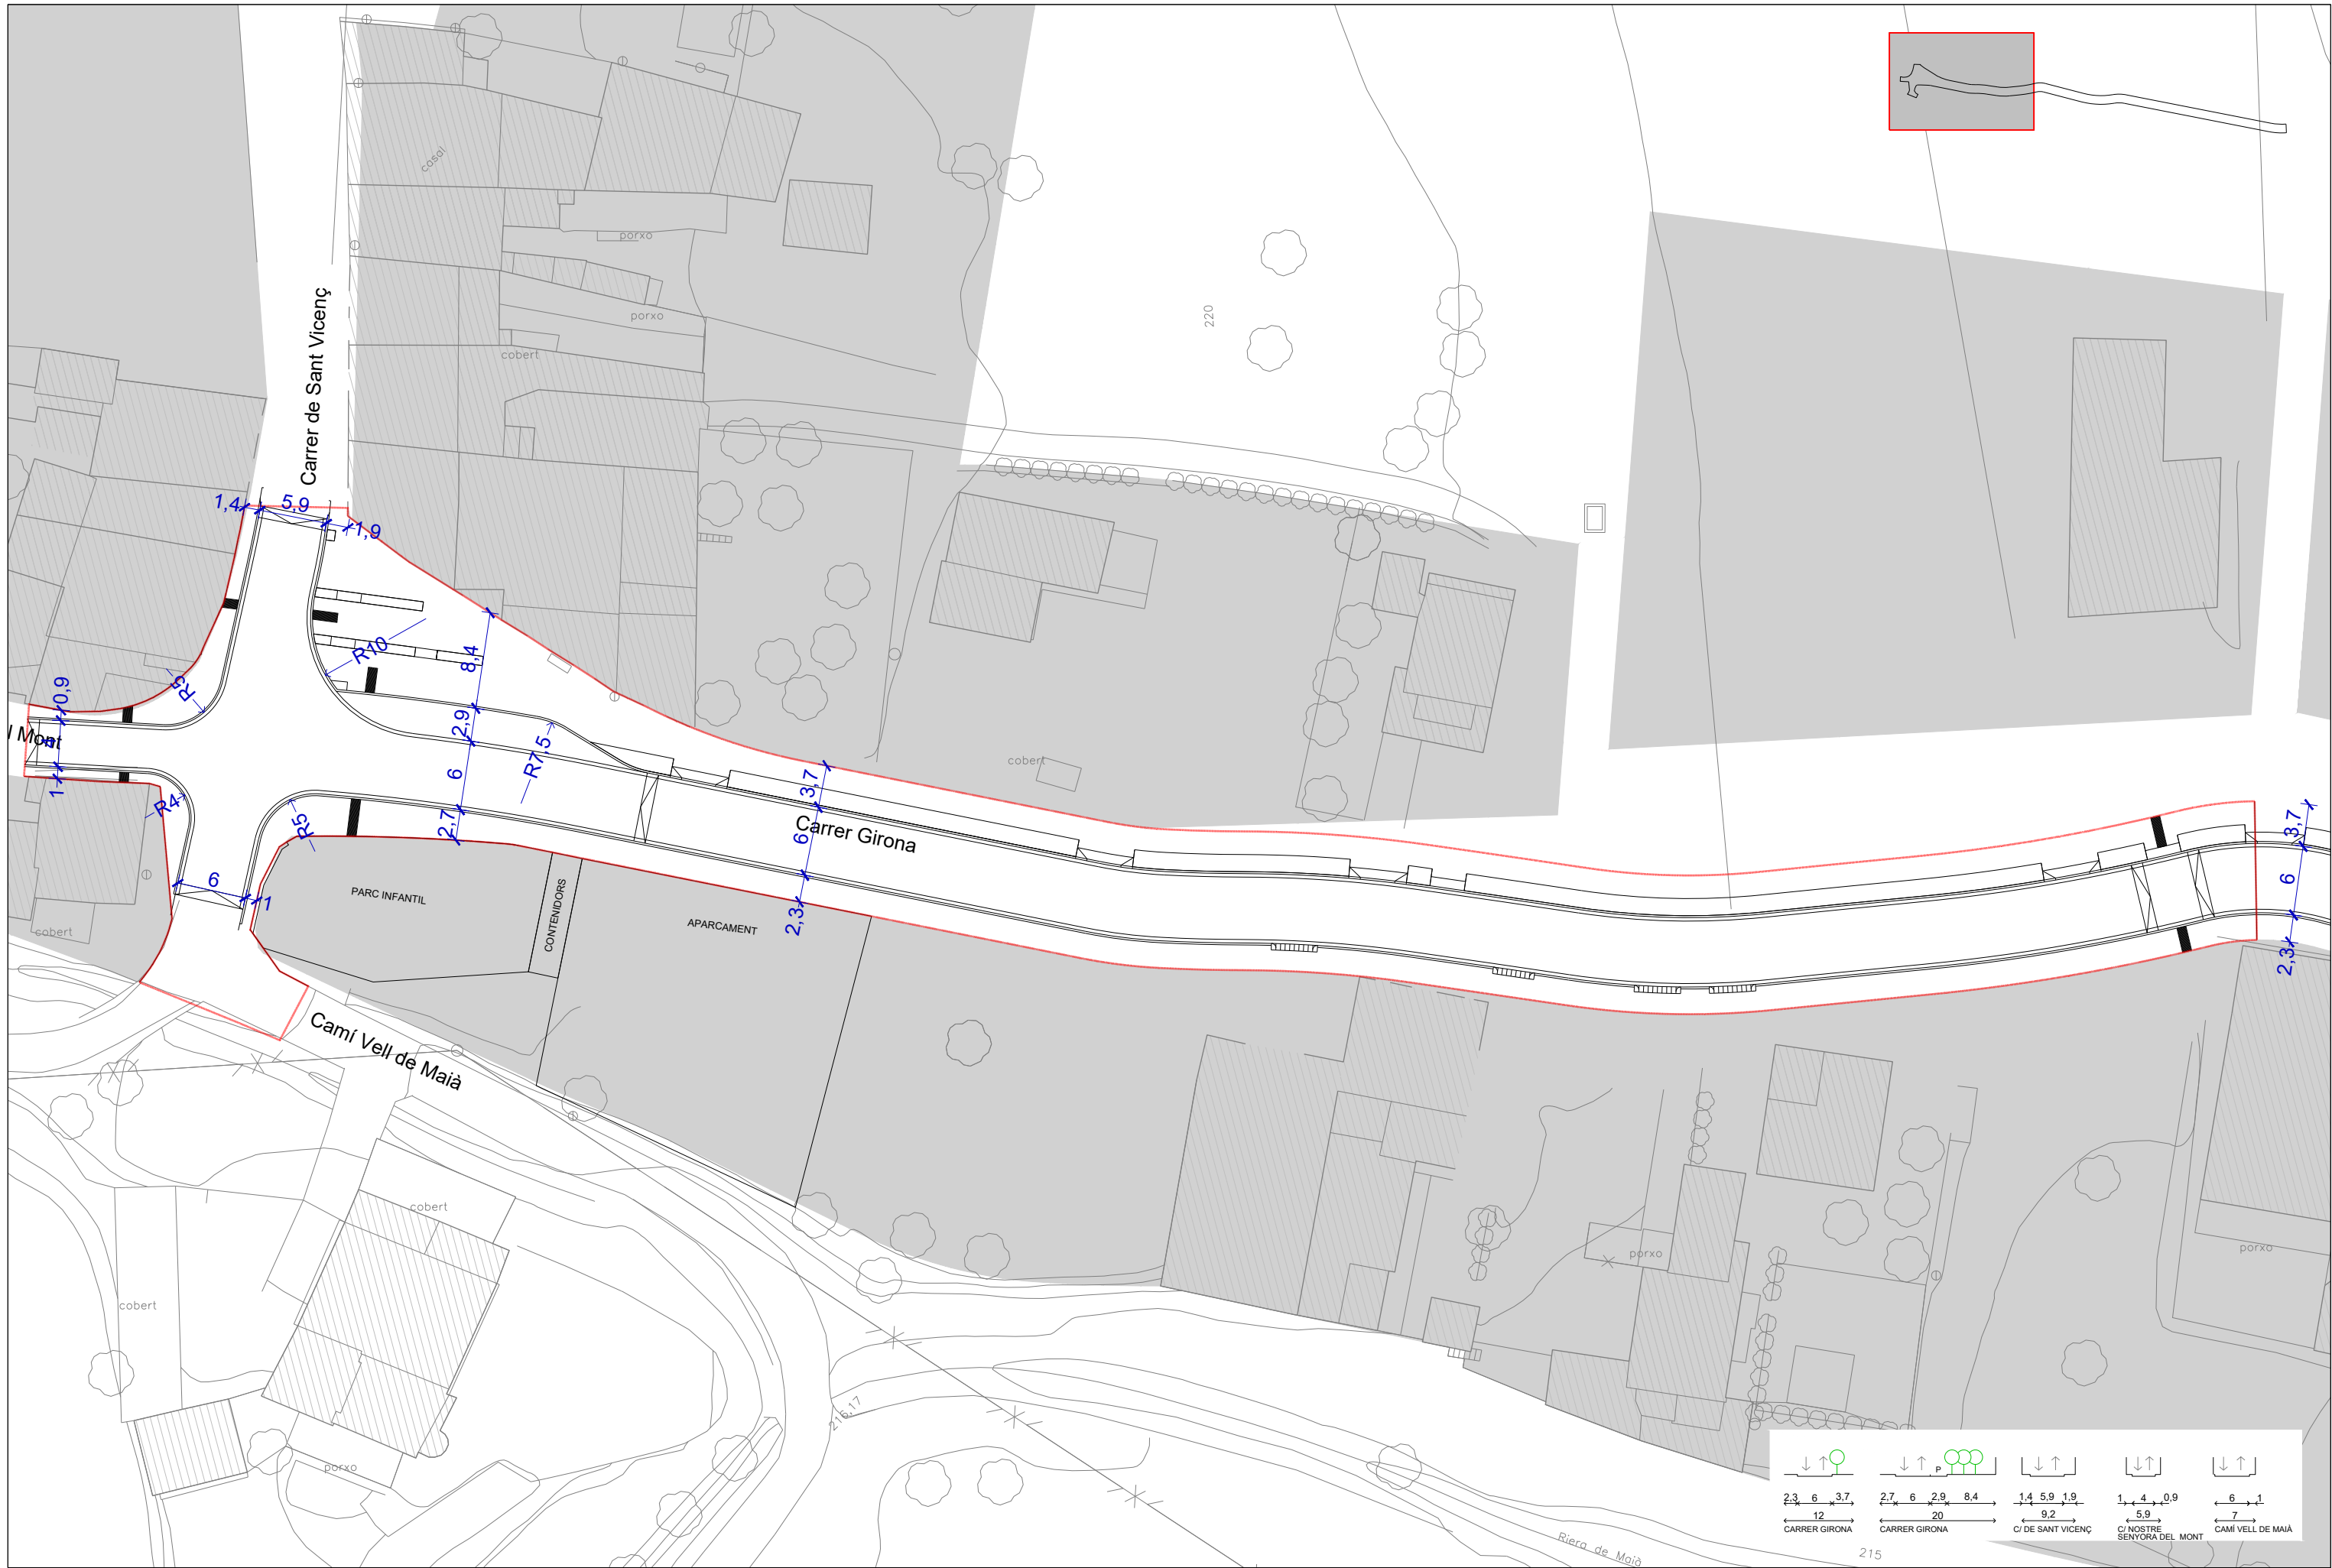 casal
porxo
porxo
220
cobert
Carrer de Sant Vicenç
1,4
5,9
1,9
R10
8,4
R5
0,9
l Mont
4
1
R4
2,9
R7,5
6
2,7
R5
3,7
6
Carrer Girona
2,3
cobert
3,7
6
2,3
6
1
PARC INFANTIL
CONTENIDORS
APARCAMENT
cobert
Camí Vell de Maià
cobert
cobert
porxo
porxo
porxo
216,17
Riera de Maià
215
P
2,3 6 3,7
12
CARRER GIRONA
2,7 6 2,9 8,4
20
CARRER GIRONA
1,4 5,9 1,9
9,2
C/ DE SANT VICENÇ
1 4 0,9
5,9
C/ NOSTRE
SENYORA DEL MONT
6 1
7
CAMÍ VELL DE MAIÀ